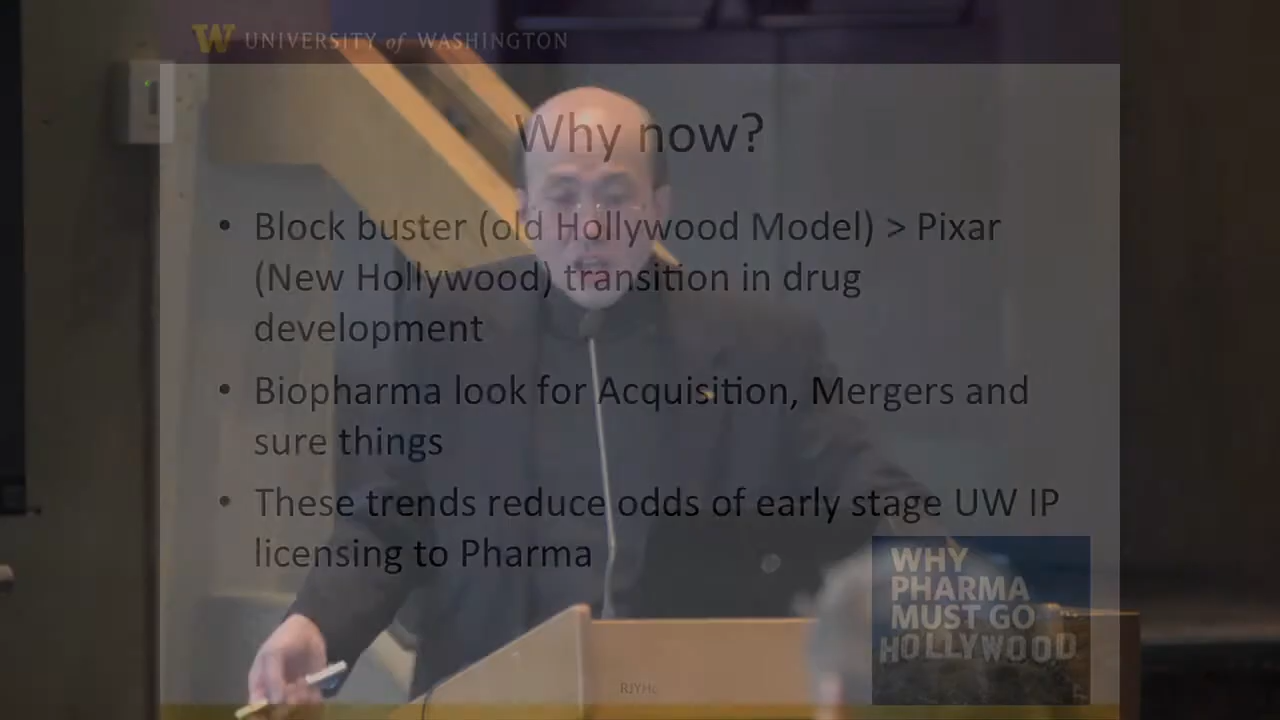 W UNIVERSITY of WASHINGTON
Why now?
• Block buster (old Hollywood Model) > Pixar
(New Hollywood) transition in drug
development
• Biopharma look for Acquisition, Mergers and
sure things
• These trends reduce odds of early stage UW IP
licensing to Pharma
WHY
PHARMA
MUST GO
HOLLYWOOD